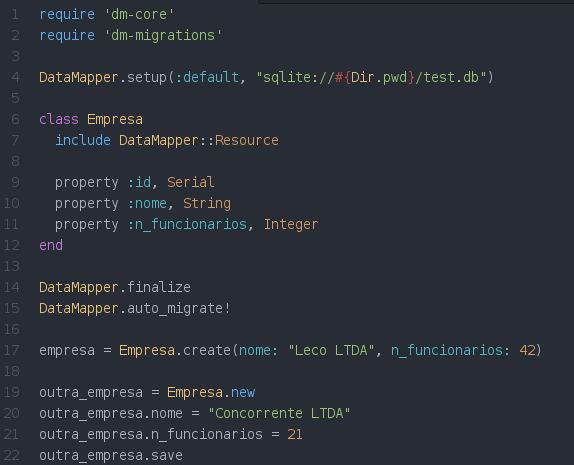 1 require 'dm-core'
2 require 'dm-migrations'
3
4 DataMapper.setup(:default, "sqlite://#{Dir.pwd}/test.db")
5
6 class Empresa
7   include DataMapper::Resource
8
9   property :id, Serial
10   property :nome, String
11   property :n_funcionarios, Integer
12 end
13
14 DataMapper.finalize
15 DataMapper.auto_migrate!
16
17 empresa = Empresa.create(nome: "Leco LTDA", n_funcionarios: 42)
18
19 outra_empresa = Empresa.new
20 outra_empresa.nome = "Concorrente LTDA"
21 outra_empresa.n_funcionarios = 21
22 outra_empresa.save